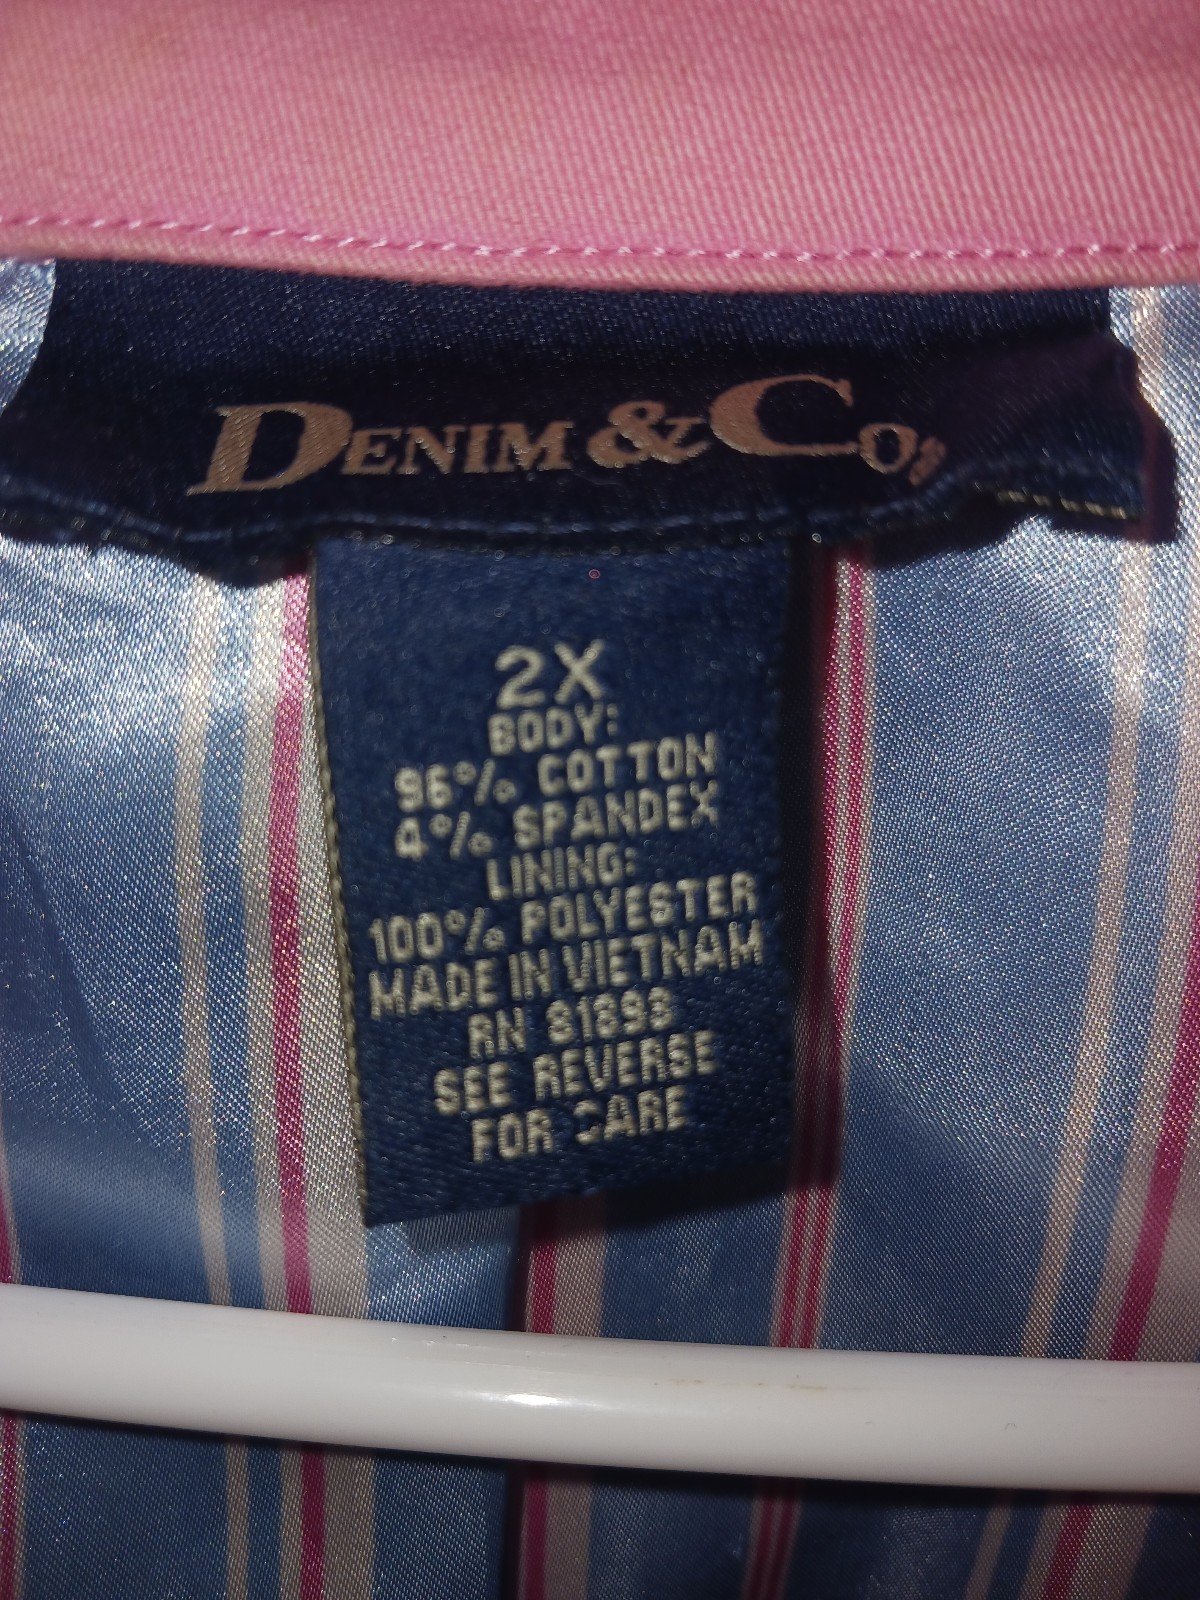 DENIM & CO.®
2X
BODY:
96% COTTON
4% SPANDEX
LINING:
100% POLYESTER
MADE IN VIETNAM
RN 81898
SEE REVERSE
FOR CARE